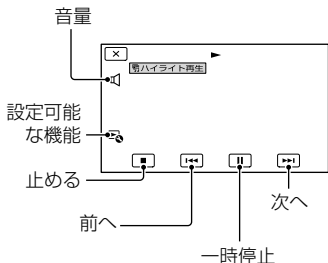 音量
ハイライト再生
設定可能
な機能
止める
前へ
次へ
一時停止